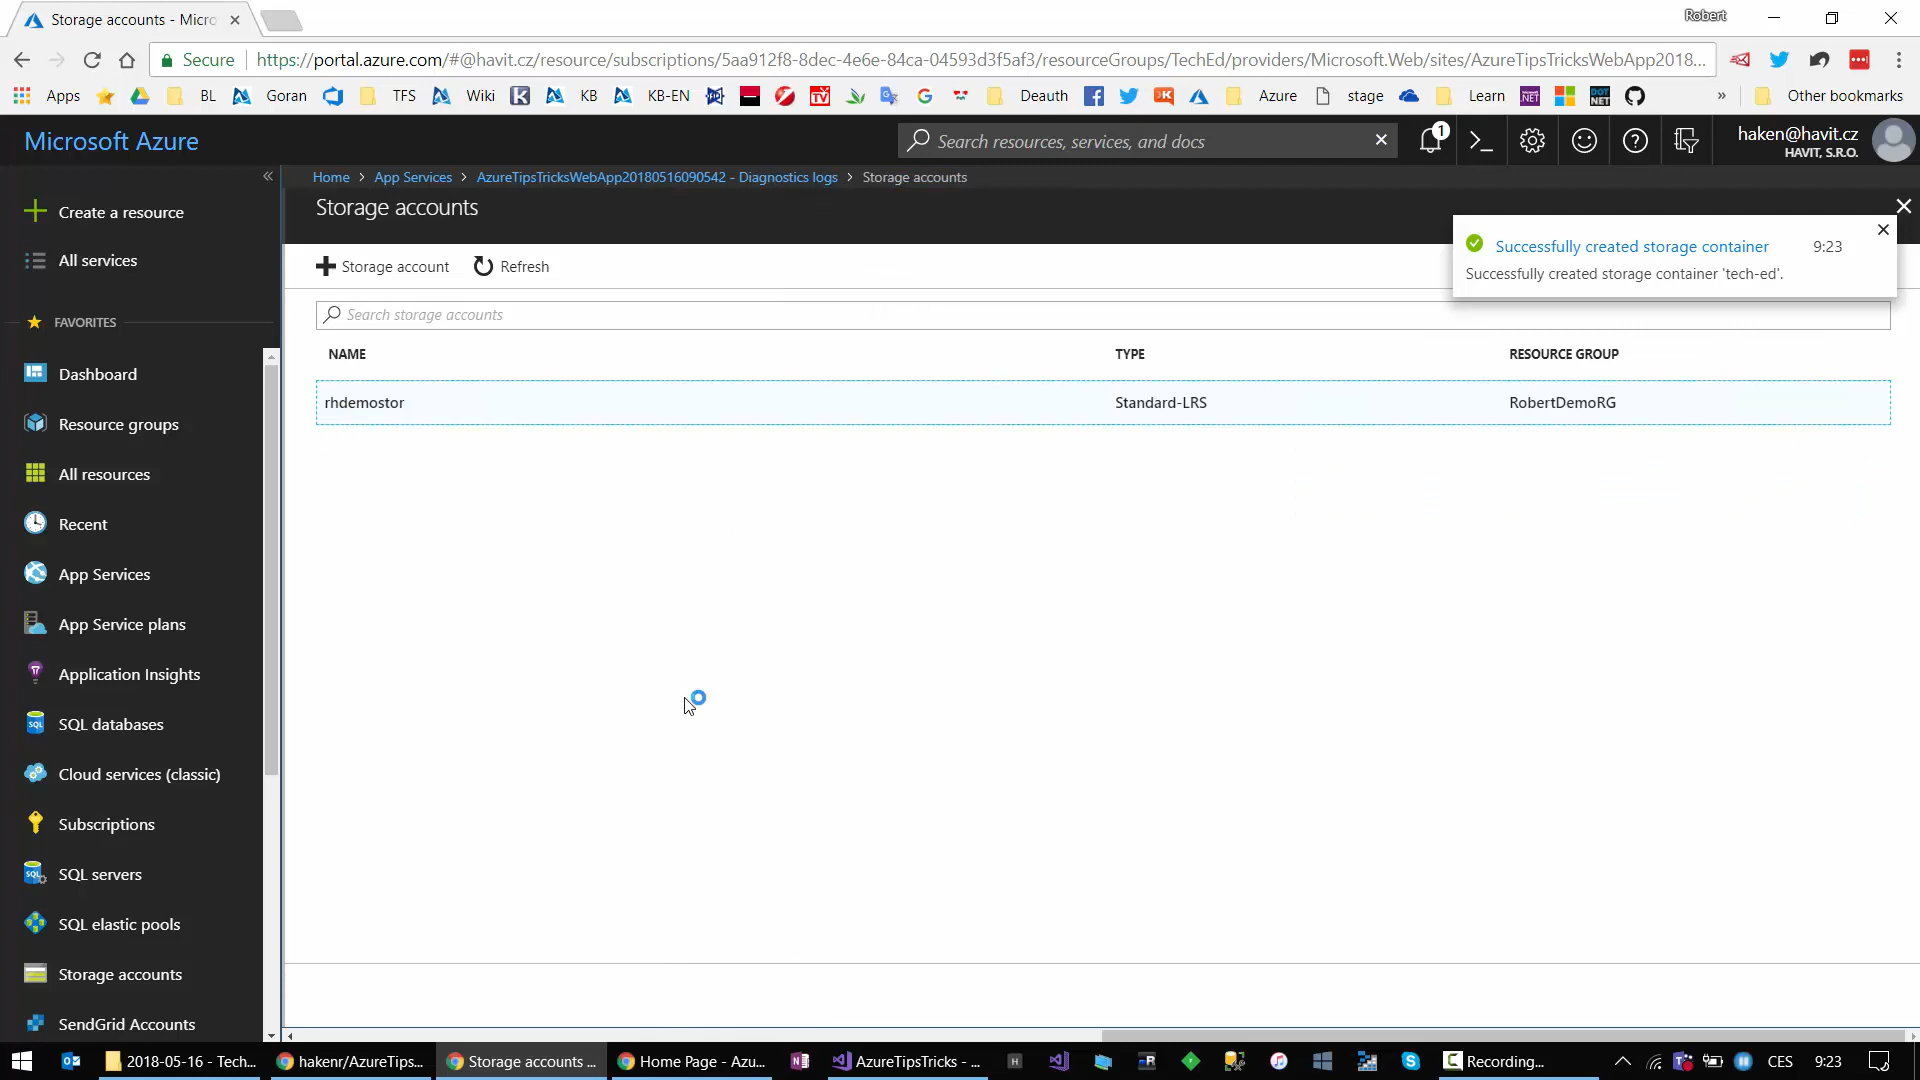 Storage accounts - Micro
Robert
Secure
https://portal.azure.com/#@havit.cz/resource/subscriptions/5aa912f8-8dec-4e6e-84ca-04593d3f5af3/resourceGroups/TechEd/providers/Microsoft.Web/sites/AzureTipsTricksWebApp2018...
Apps BL Goran TFS Wiki KB KB-EN Deauth Azure stage Learn » Other bookmarks
Microsoft Azure
Search resources, services, and docs
1
haken@havit.cz
HAVIT, S.R.O.
Home > App Services > AzureTipsTricksWebApp20180516090542 - Diagnostics logs > Storage accounts
Storage accounts
Successfully created storage container 9:23
Successfully created storage container 'tech-ed'.
Storage account Refresh
Search storage accounts
NAME TYPE RESOURCE GROUP
rhdemostor Standard-LRS RobertDemoRG
Create a resource
All services
FAVORITES
Dashboard
Resource groups
All resources
Recent
App Services
App Service plans
Application Insights
SQL databases
Cloud services (classic)
Subscriptions
SQL servers
SQL elastic pools
Storage accounts
SendGrid Accounts
2018-05-16 - Tech... hakenr/AzureTips... Storage accounts ... Home Page - Azu... AzureTipsTricks - ... Recording... CES 9:23